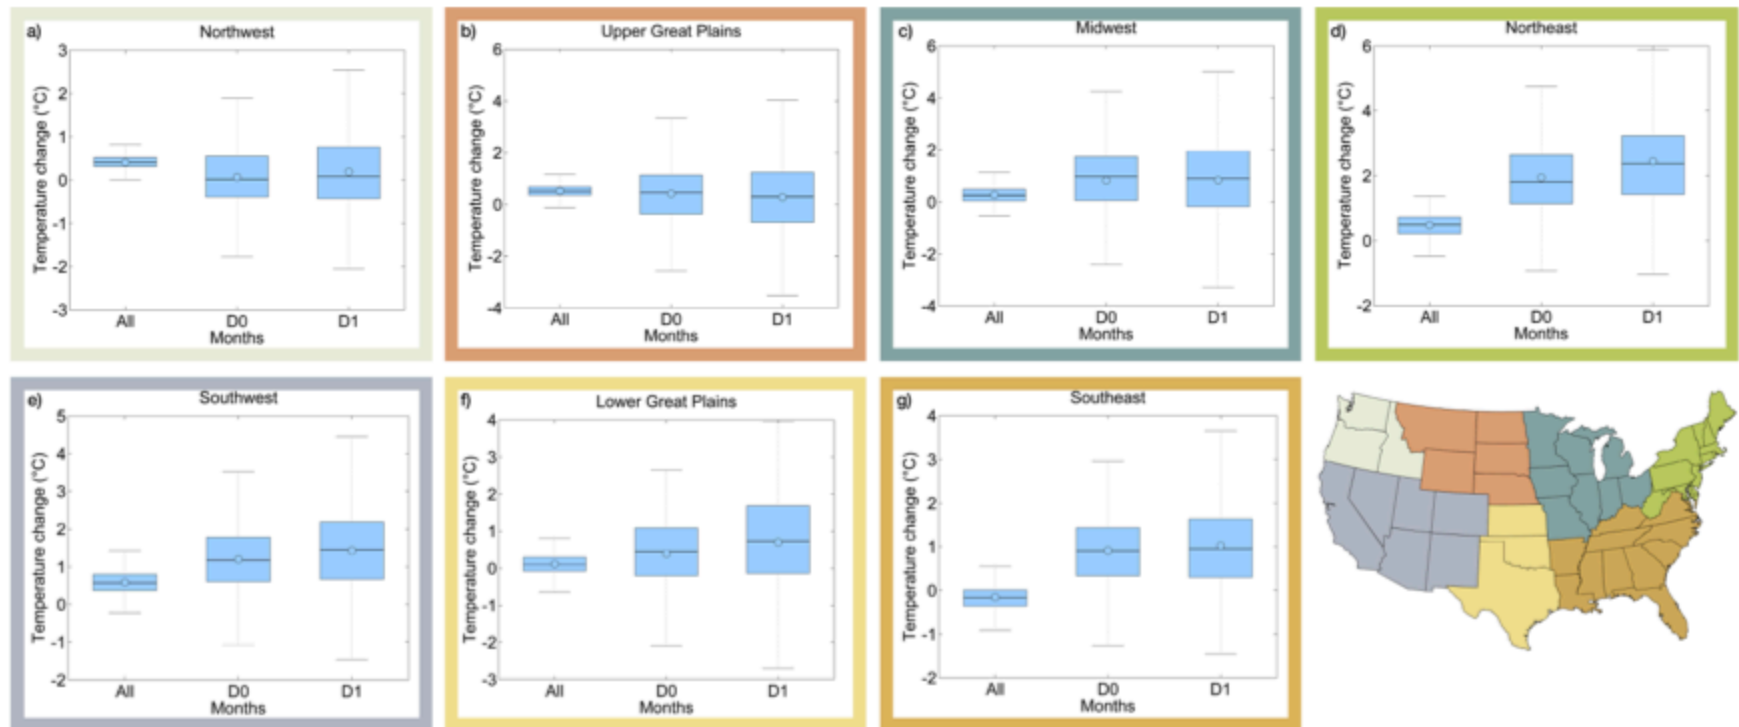 a)
Northwest
Temperature change (°C)
3
2
1
0
-1
-2
-3
All D0 D1
Months
b)
Upper Great Plains
Temperature change (°C)
6
4
2
0
-2
-4
All D0 D1
Months
c)
Midwest
Temperature change (°C)
6
4
2
0
-2
-4
All D0 D1
Months
d)
Northeast
Temperature change (°C)
6
4
2
0
-2
All D0 D1
Months
e)
Southwest
Temperature change (°C)
5
4
3
2
1
0
-1
-2
All D0 D1
Months
f)
Lower Great Plains
Temperature change (°C)
4
3
2
1
0
-1
-2
-3
All D0 D1
Months
g)
Southeast
Temperature change (°C)
4
3
2
1
0
-1
-2
All D0 D1
Months